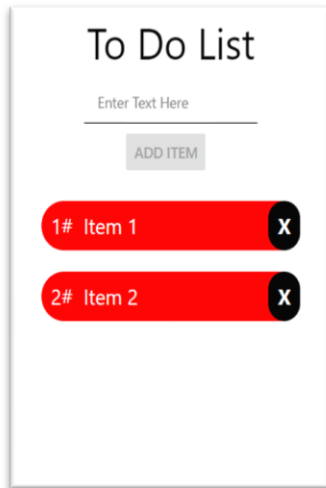 To Do List
Enter Text Here
ADD ITEM
1# Item 1 X
2# Item 2 X